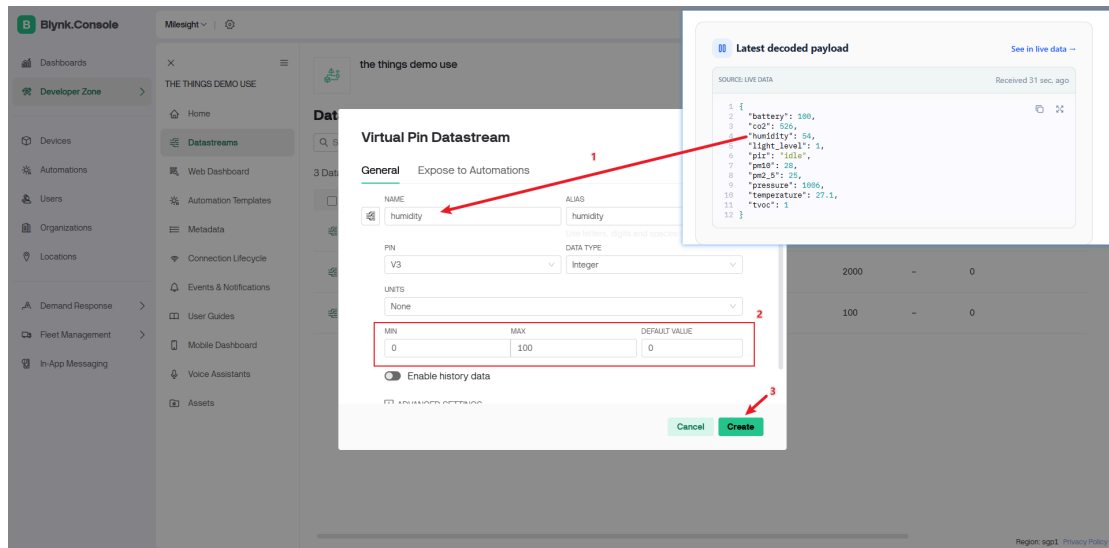 B Blynk.Console
Milesight
Dashboards
Developer Zone
Devices
Automations
Users
Organizations
Locations
Demand Response
Fleet Management
In-App Messaging
THE THINGS DEMO USE
Home
Datastreams
Web Dashboard
Automation Templates
Metadata
Connection Lifecycle
Events & Notifications
User Guides
Mobile Dashboard
Voice Assistants
Assets
the things demo use
Dat
S
3 Dat
Virtual Pin Datastream
General Expose to Automations
NAME ALIAS
humidity humidity
PIN DATA TYPE
V3 Integer
UNITS
None
MIN MAX DEFAULT VALUE
0 100 0
Enable history data
ADVANCED SETTINGS
Cancel Create
1
2
3
2000 – 0
100 – 0
Latest decoded payload See in live data →
SOURCE: LIVE DATA Received 31 sec. ago
1 {
2 "battery": 100,
3 "co2": 526,
4 "humidity": 54,
5 "light_level": 1,
6 "pir": "idle",
7 "pm10": 28,
8 "pm2_5": 25,
9 "pressure": 1006,
10 "temperature": 27.1,
11 "tvoc": 1
12 }
Region: sgp1 Privacy Policy